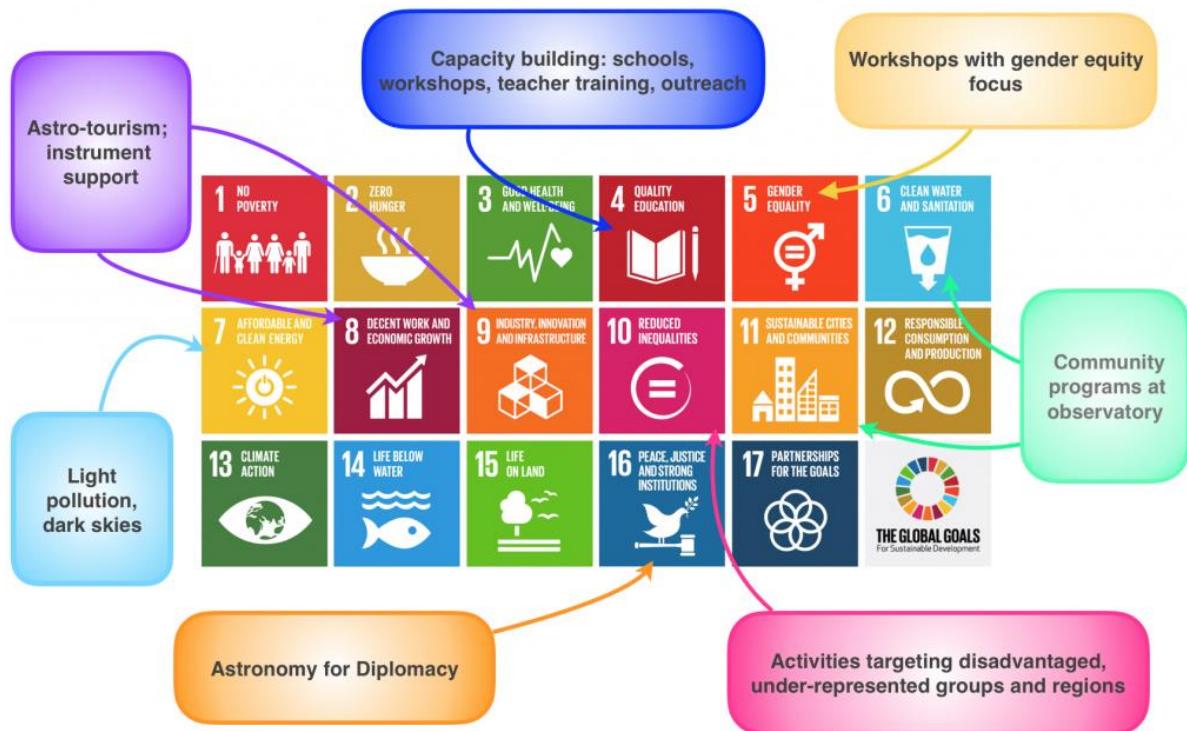 Capacity building: schools,
workshops, teacher training, outreach
Workshops with gender equity
focus
Astro-tourism;
instrument
support
1 NO
POVERTY
2 ZERO
HUNGER
3 GOOD HEALTH
AND WELL-BEING
4 QUALITY
EDUCATION
5 GENDER
EQUALITY
6 CLEAN WATER
AND SANITATION
7 AFFORDABLE AND
CLEAN ENERGY
8 DECENT WORK AND
ECONOMIC GROWTH
9 INDUSTRY, INNOVATION
AND INFRASTRUCTURE
10 REDUCED
INEQUALITIES
11 SUSTAINABLE CITIES
AND COMMUNITIES
12 RESPONSIBLE
CONSUMPTION
AND PRODUCTION
Community
programs at
observatory
Light
pollution,
dark skies
13 CLIMATE
ACTION
14 LIFE BELOW
WATER
15 LIFE
ON LAND
16 PEACE, JUSTICE
AND STRONG
INSTITUTIONS
17 PARTNERSHIPS
FOR THE GOALS
THE GLOBAL GOALS
For Sustainable Development
Astronomy for Diplomacy
Activities targeting disadvantaged,
under-represented groups and regions